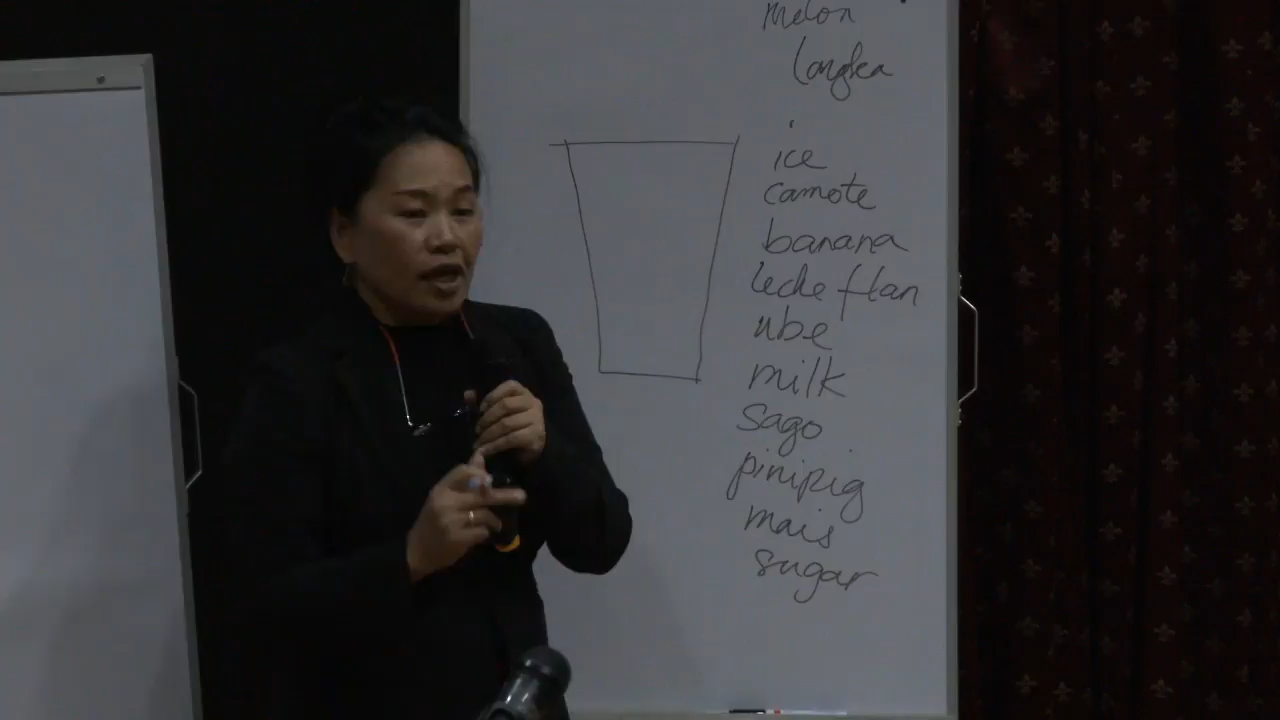 melon
langka
ice
camote
banana
leche flan
ube
milk
sago
pinipig
mais
sugar